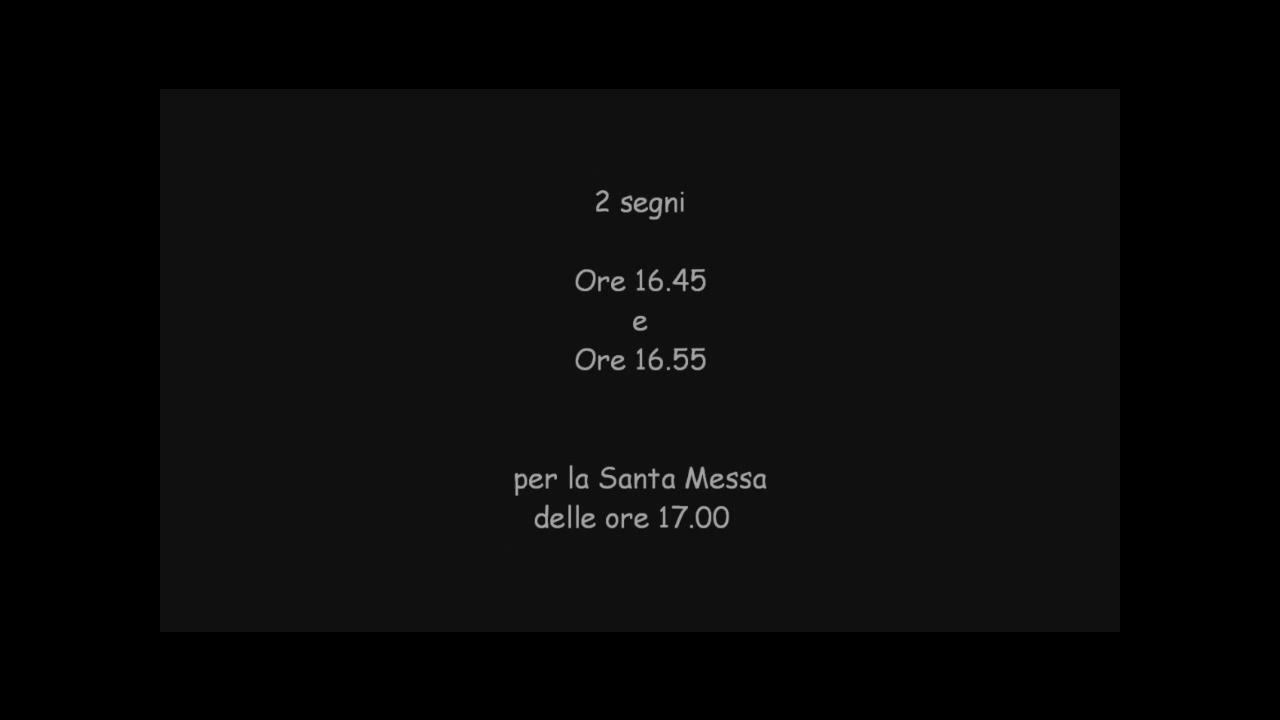 2 segni
Ore 16.45
e
Ore 16.55
per la Santa Messa
delle ore 17.00